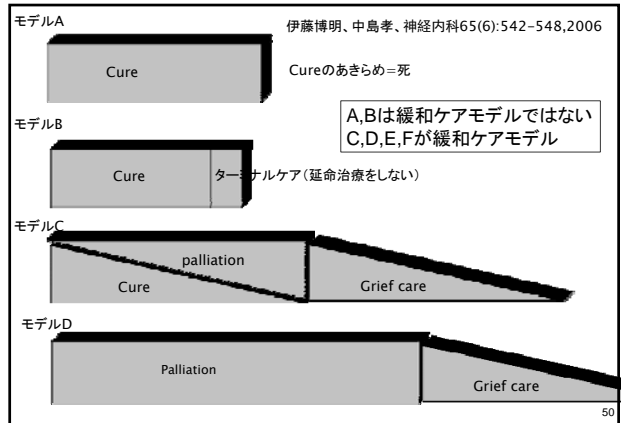 モデルA
伊藤博明、中島孝、神経内科65(6):542-548,2006
Cure
Cureのあきらめ=死
A,Bは緩和ケアモデルではない
C,D,E,Fが緩和ケアモデル
モデルB
Cure
ターミナルケア(延命治療をしない)
モデルC
palliation
Cure
Grief care
モデルD
Palliation
Grief care
50